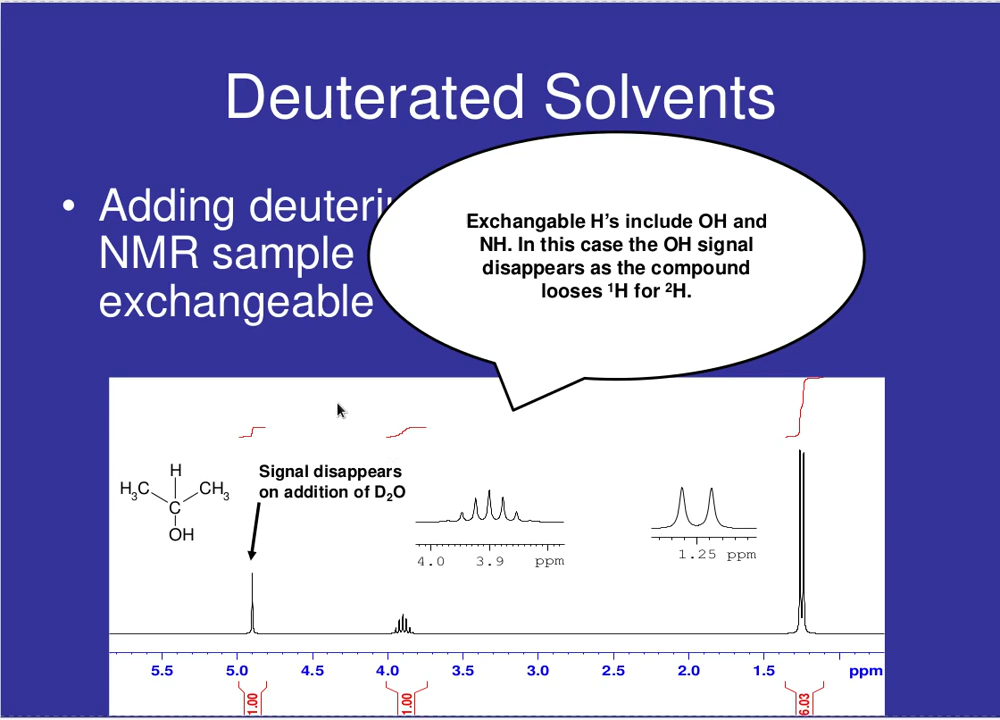 Deuterated Solvents
• Adding
NMR sample
exchangeable
Exchangable H's include OH and
NH. In this case the OH signal
disappears as the compound
looses ¹H for ²H.
Signal disappears
on addition of D₂O
H
H₃C CH₃
C
OH
4.0 3.9 ppm
1.25 ppm
5.5 5.0 4.5 4.0 3.5 3.0 2.5 2.0 1.5 ppm
1.00 1.00 6.03